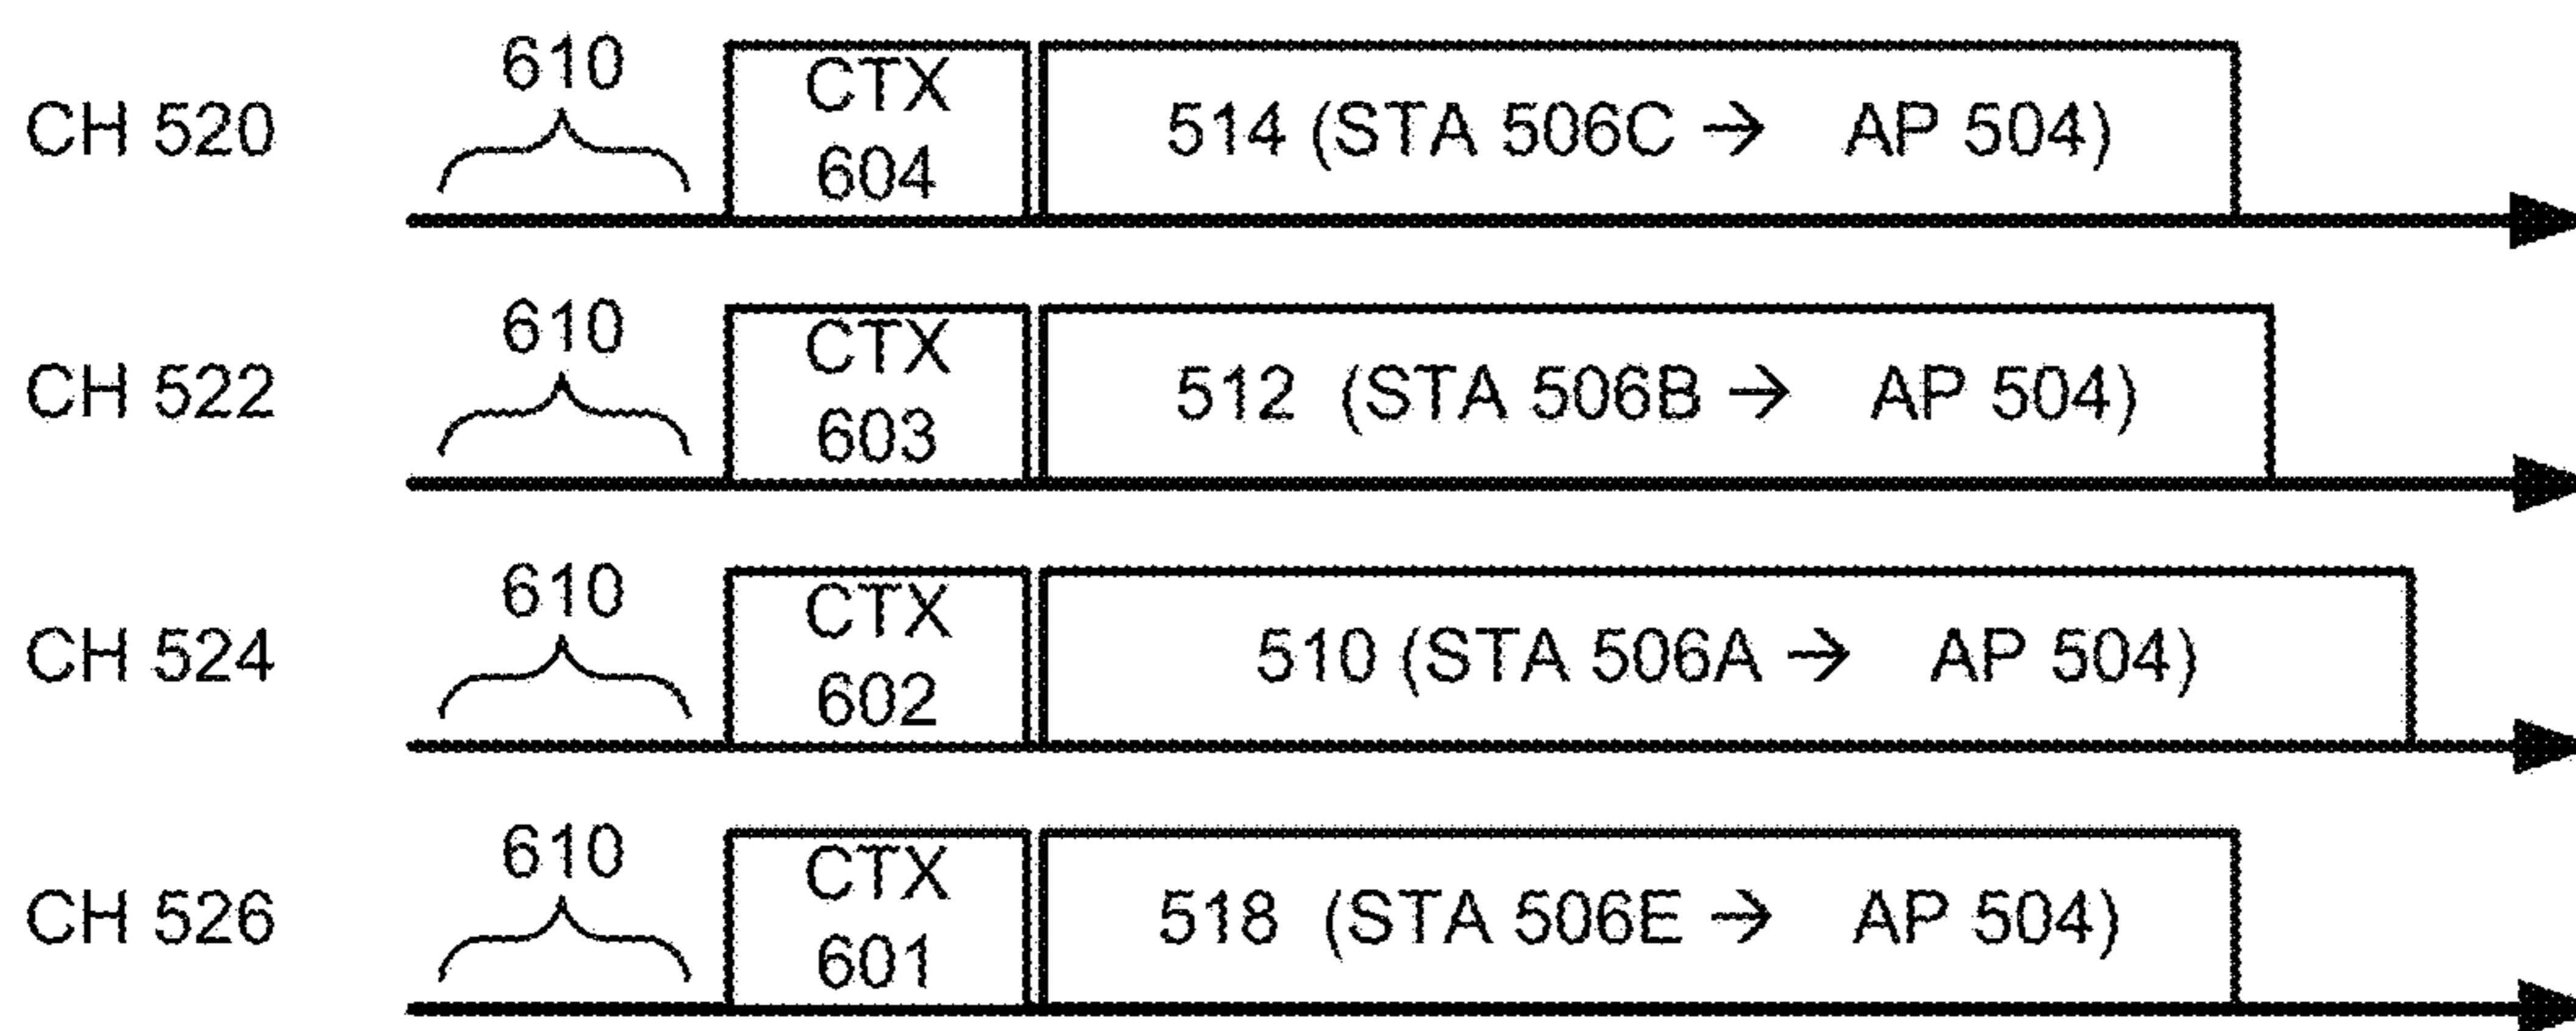 610
CTX
CH 520
514 (STA 506C → AP 504)
604
610
CTX
CH 522
512 (STA 506B → AP 504)
603
610
CTX
CH 524
510 (STA 506A → AP 504)
602
610
CTX
CH 526
518 (STA 506E → AP 504)
601